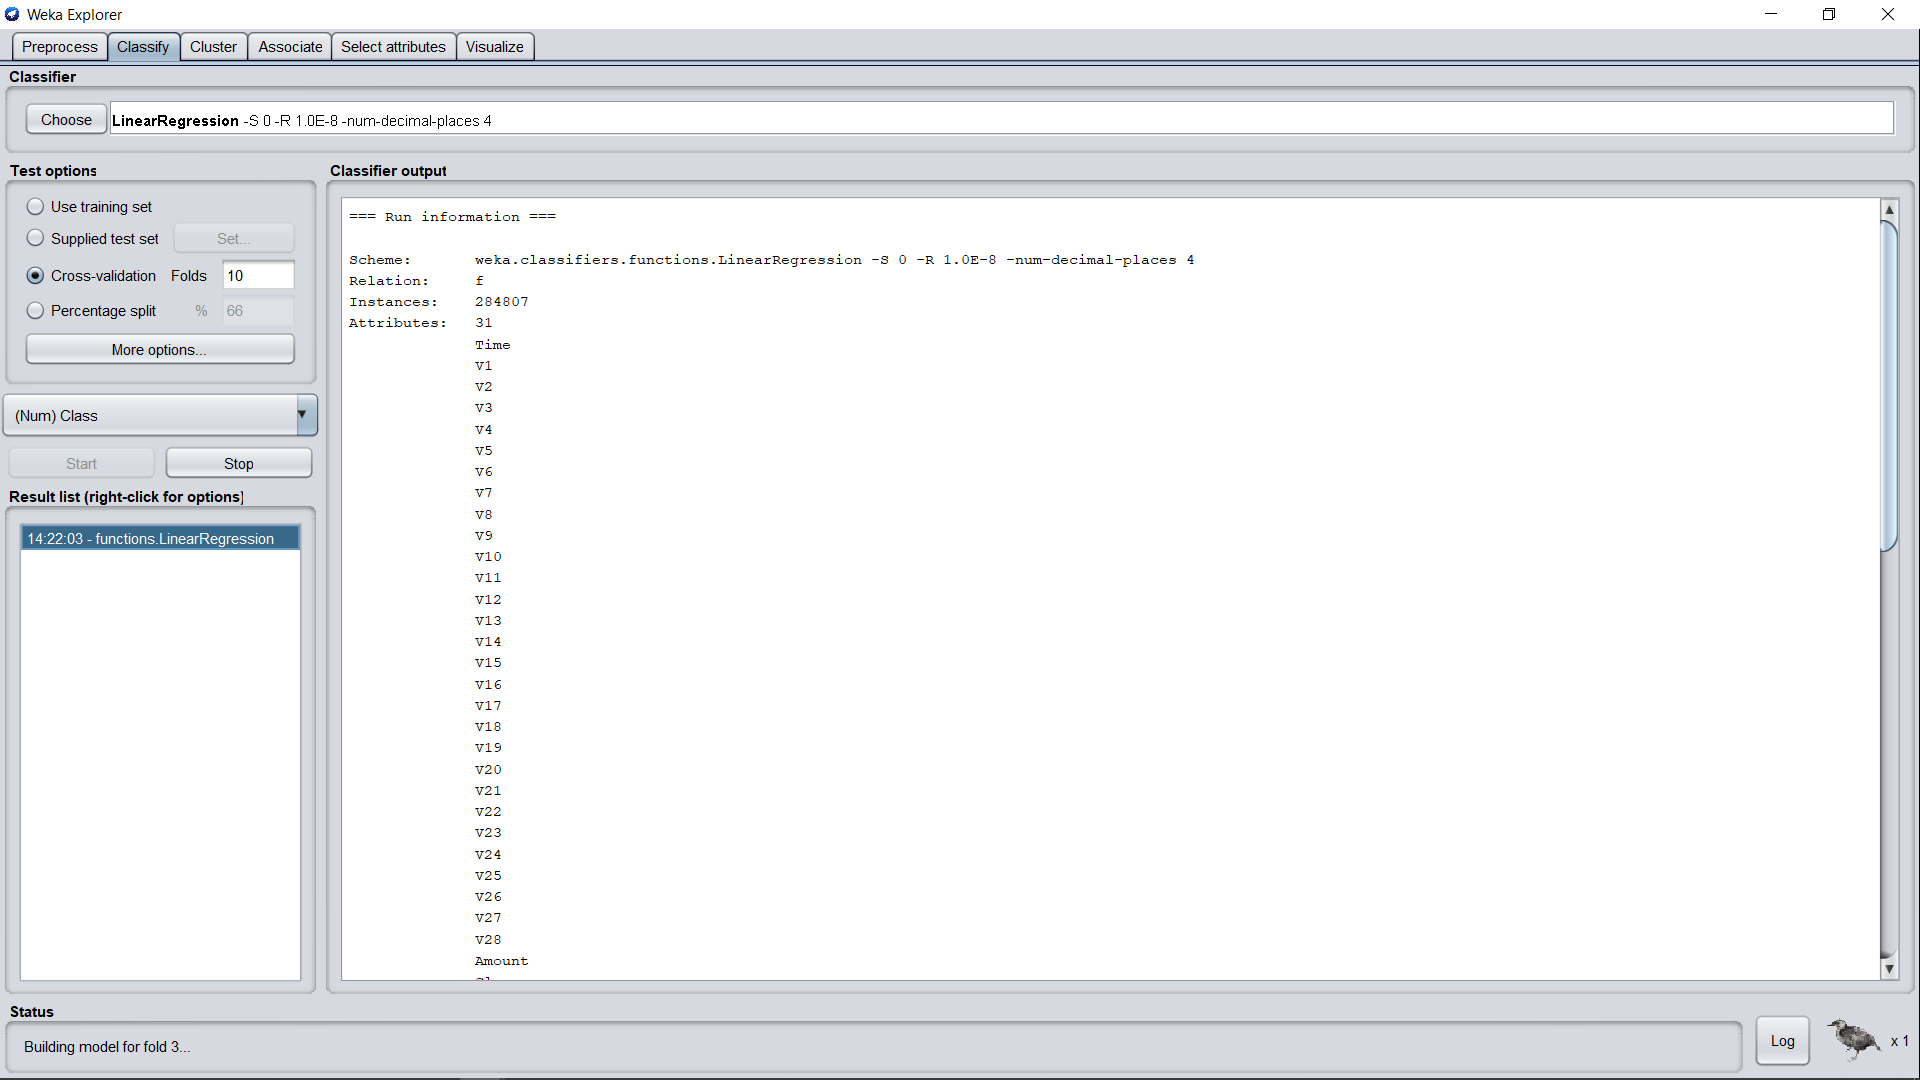 Weka Explorer
Preprocess Classify Cluster Associate Select attributes Visualize
Classifier
Choose LinearRegression -S 0 -R 1.0E-8 -num-decimal-places 4
Test options
Use training set
Supplied test set Set...
Cross-validation Folds 10
Percentage split % 66
More options...
(Num) Class
Start Stop
Result list (right-click for options)
14:22:03 - functions.LinearRegression
Classifier output
=== Run information ===
Scheme: weka.classifiers.functions.LinearRegression -S 0 -R 1.0E-8 -num-decimal-places 4
Relation: f
Instances: 284807
Attributes: 31
Time
V1
V2
V3
V4
V5
V6
V7
V8
V9
V10
V11
V12
V13
V14
V15
V16
V17
V18
V19
V20
V21
V22
V23
V24
V25
V26
V27
V28
Amount
Status
Building model for fold 3...
Log
x 1